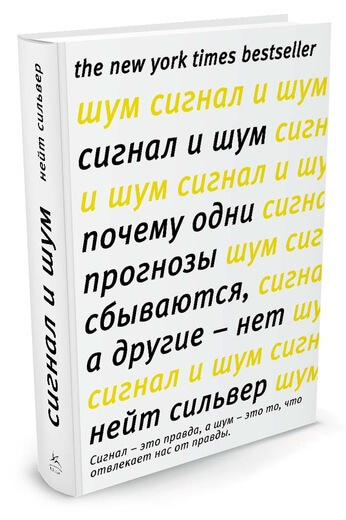 the new york times bestseller
шум сигнал и шум
сигнал и шум сигн
и шум сигнал и шу
почему одни сигна
прогнозы шум сиг
сбываются, сигна
а другие – нет шу
сигнал и шум сигн
нейт сильвер шум
Сигнал – это правда, а шум – это то, что
отвлекает нас от правды.
сигнал и шум
нейт сильвер